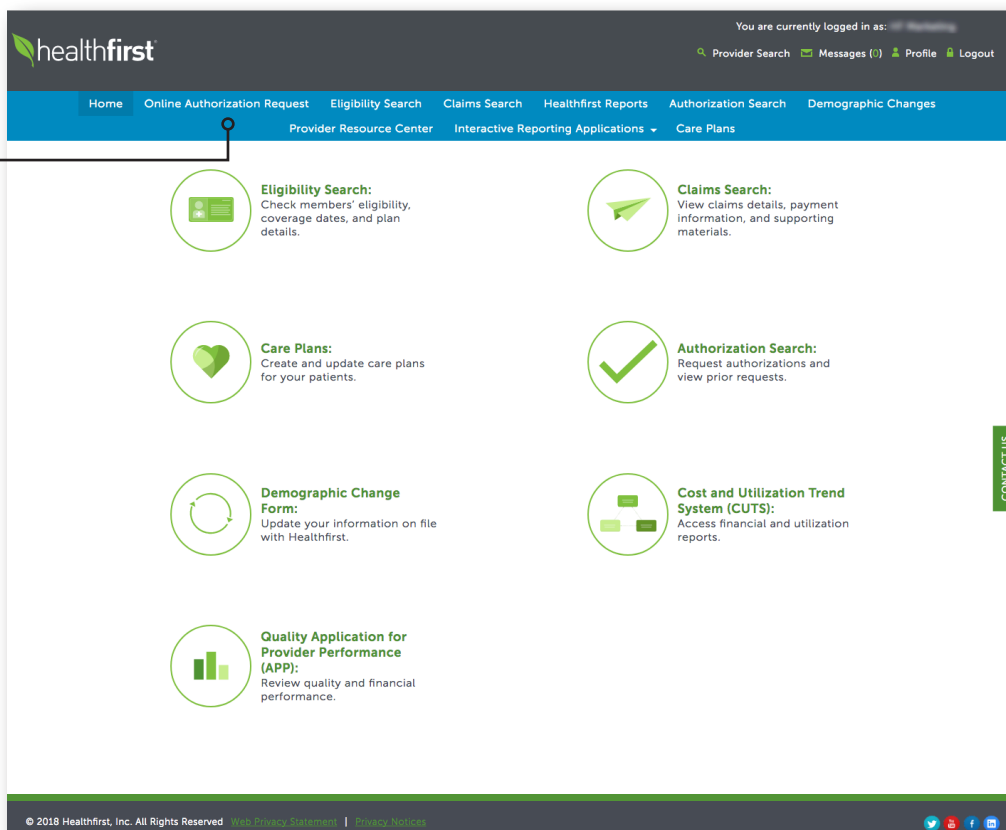 You are currently logged in as:
healthfirst
Provider Search Messages (0) Profile Logout
Home Online Authorization Request Eligibility Search Claims Search Healthfirst Reports Authorization Search Demographic Changes
Provider Resource Center Interactive Reporting Applications Care Plans
Eligibility Search:
Check members' eligibility,
coverage dates, and plan
details.
Claims Search:
View claims details, payment
information, and supporting
materials.
Care Plans:
Create and update care plans
for your patients.
Authorization Search:
Request authorizations and
view prior requests.
CONTACT US
Demographic Change
Form:
Update your information on file
with Healthfirst.
Cost and Utilization Trend
System (CUTS):
Access financial and utilization
reports.
Quality Application for
Provider Performance
(APP):
Review quality and financial
performance.
© 2018 Healthfirst, Inc. All Rights Reserved Web Privacy Statement | Privacy Notices